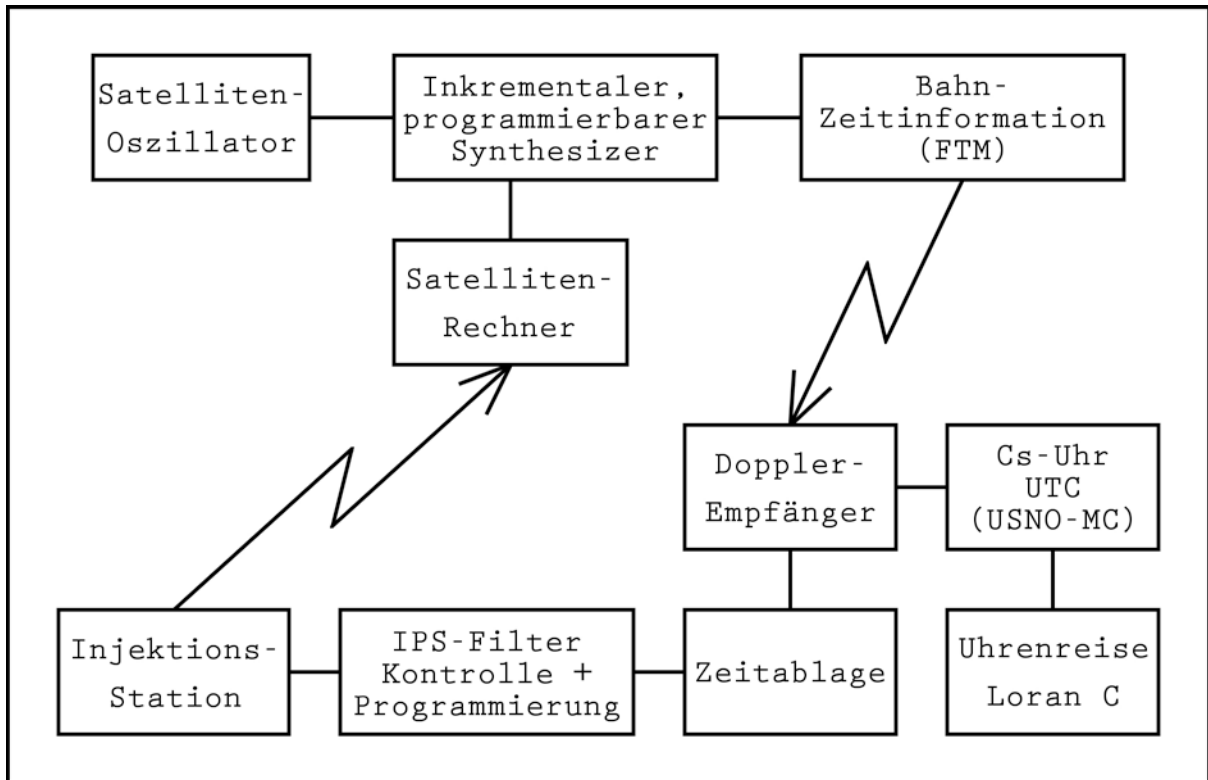 Satelliten-
Oszillator
Inkrementaler,
programmierbarer
Synthesizer
Bahn-
Zeitinformation
(FTM)
Satelliten-
Rechner
Doppler-
Empfänger
Cs-Uhr
UTC
(USNO-MC)
Injektions-
Station
IPS-Filter
Kontrolle +
Programmierung
Zeitablage
Uhrenreise
Loran C